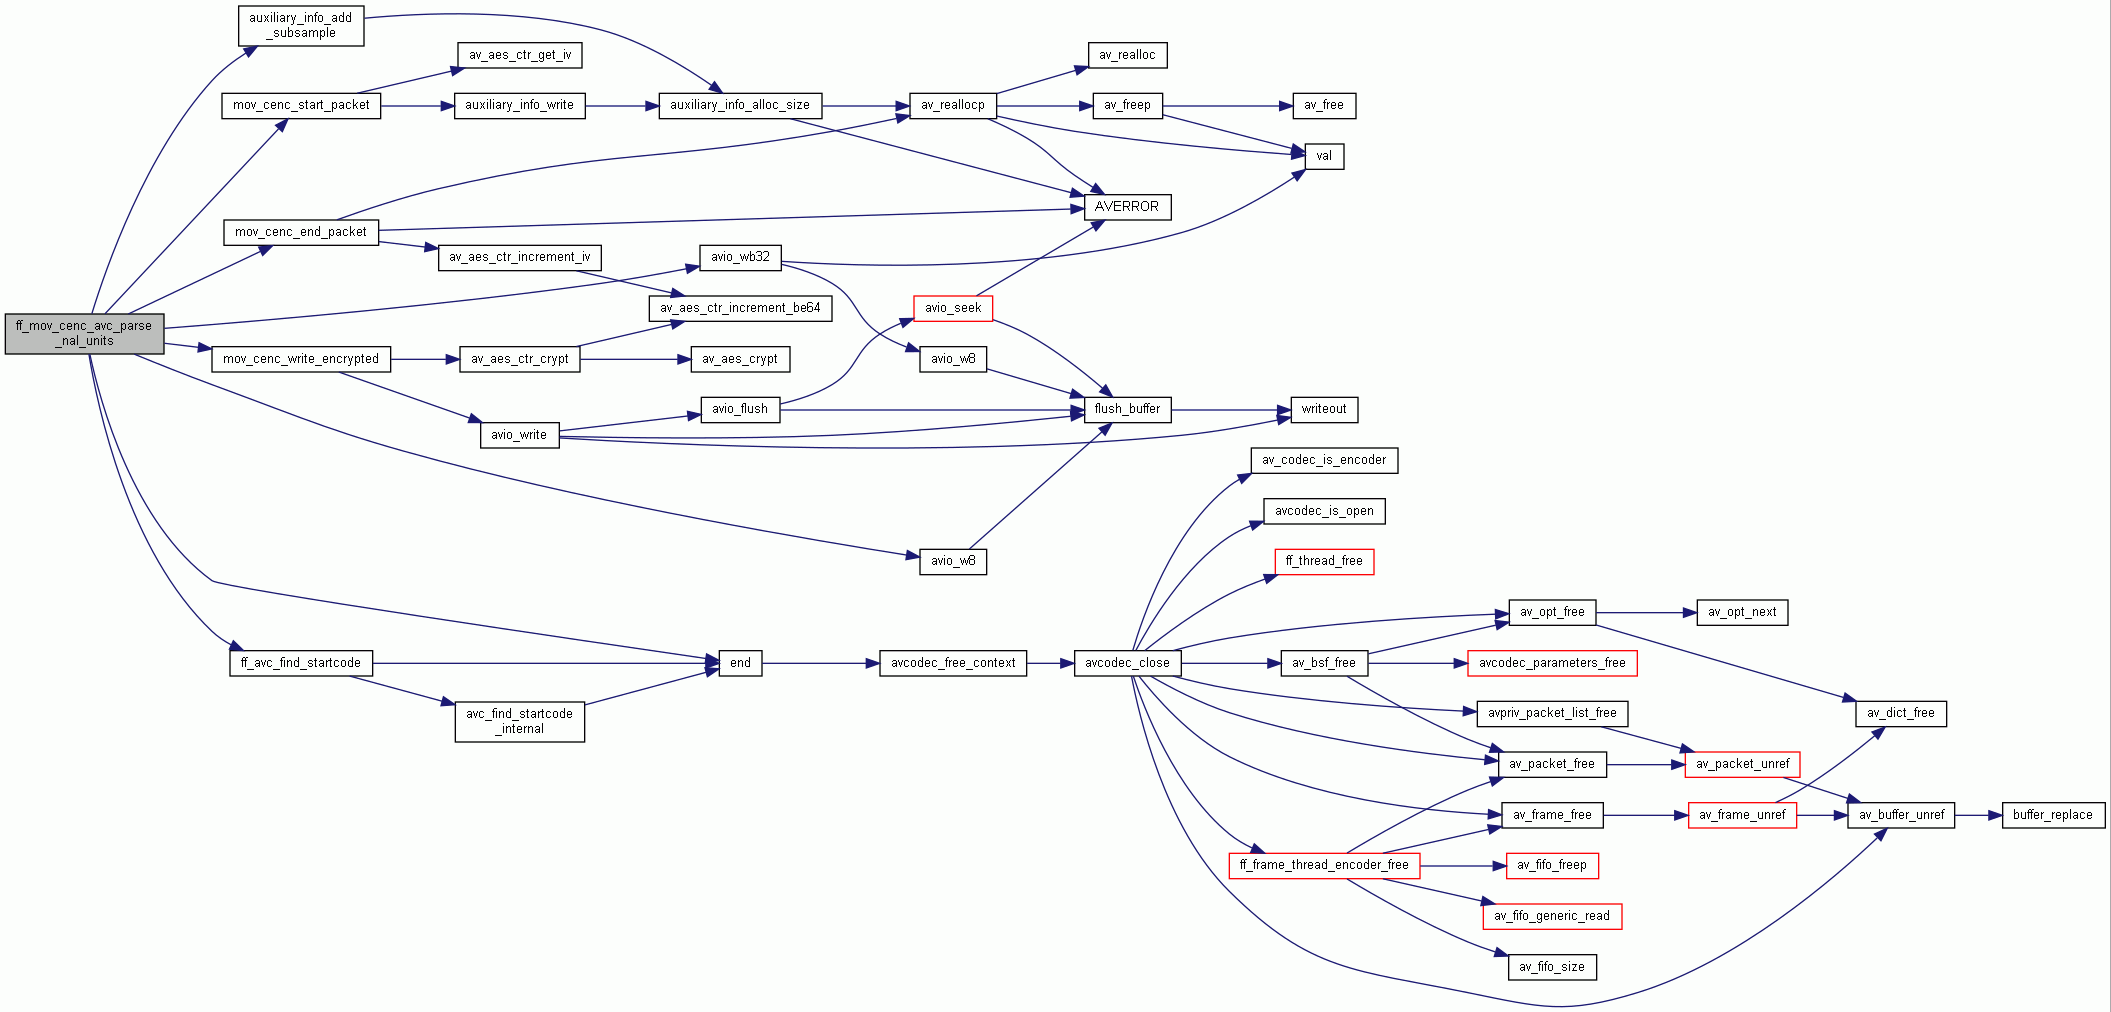 auxiliary_info_add
_subsample
av_aes_ctr_get_iv
av_realloc
mov_cenc_start_packet
auxiliary_info_write
auxiliary_info_alloc_size
av_reallocp
av_freep
av_free
val
AVERROR
mov_cenc_end_packet
av_aes_ctr_increment_iv
avio_wb32
av_aes_ctr_increment_be64
avio_seek
ff_mov_cenc_avc_parse
_nal_units
mov_cenc_write_encrypted
av_aes_ctr_crypt
av_aes_crypt
avio_w8
avio_flush
flush_buffer
writeout
avio_write
av_codec_is_encoder
avcodec_is_open
avio_w8
ff_thread_free
av_opt_free
av_opt_next
ff_avc_find_startcode
end
avcodec_free_context
avcodec_close
av_bsf_free
avcodec_parameters_free
avc_find_startcode
_internal
avpriv_packet_list_free
av_dict_free
av_packet_free
av_packet_unref
av_frame_free
av_frame_unref
av_buffer_unref
buffer_replace
ff_frame_thread_encoder_free
av_fifo_freep
av_fifo_generic_read
av_fifo_size